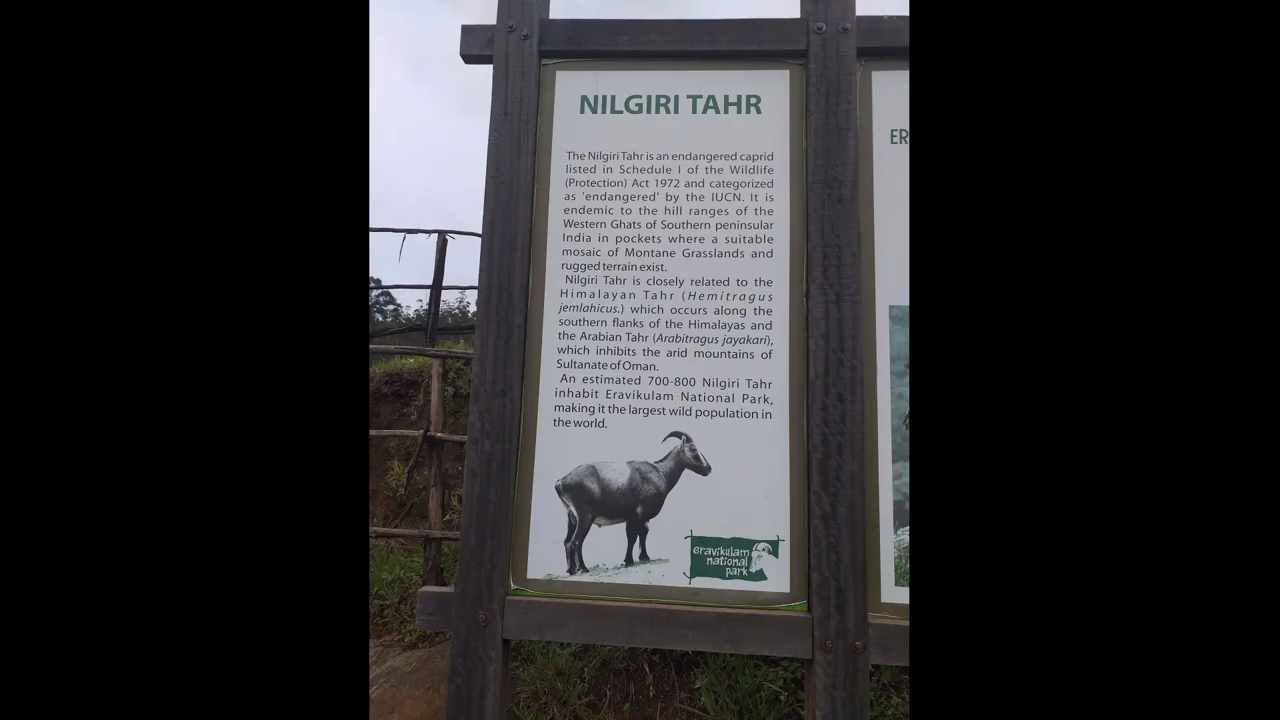 NILGIRI TAHR
The Nilgiri Tahr is an endangered caprid
listed in Schedule I of the Wildlife
(Protection) Act 1972 and categorized
as 'endangered' by the IUCN. It is
endemic to the hill ranges of the
Western Ghats of Southern peninsular
India in pockets where a suitable
mosaic of Montane Grasslands and
rugged terrain exist.
Nilgiri Tahr is closely related to the
Himalayan Tahr (Hemitragus
jemlahicus.) which occurs along the
southern flanks of the Himalayas and
the Arabian Tahr (Arabitragus jayakari),
which inhibits the arid mountains of
Sultanate of Oman.
An estimated 700-800 Nilgiri Tahr
inhabit Eravikulam National Park,
making it the largest wild population in
the world.
eravikulam
national
park
ER